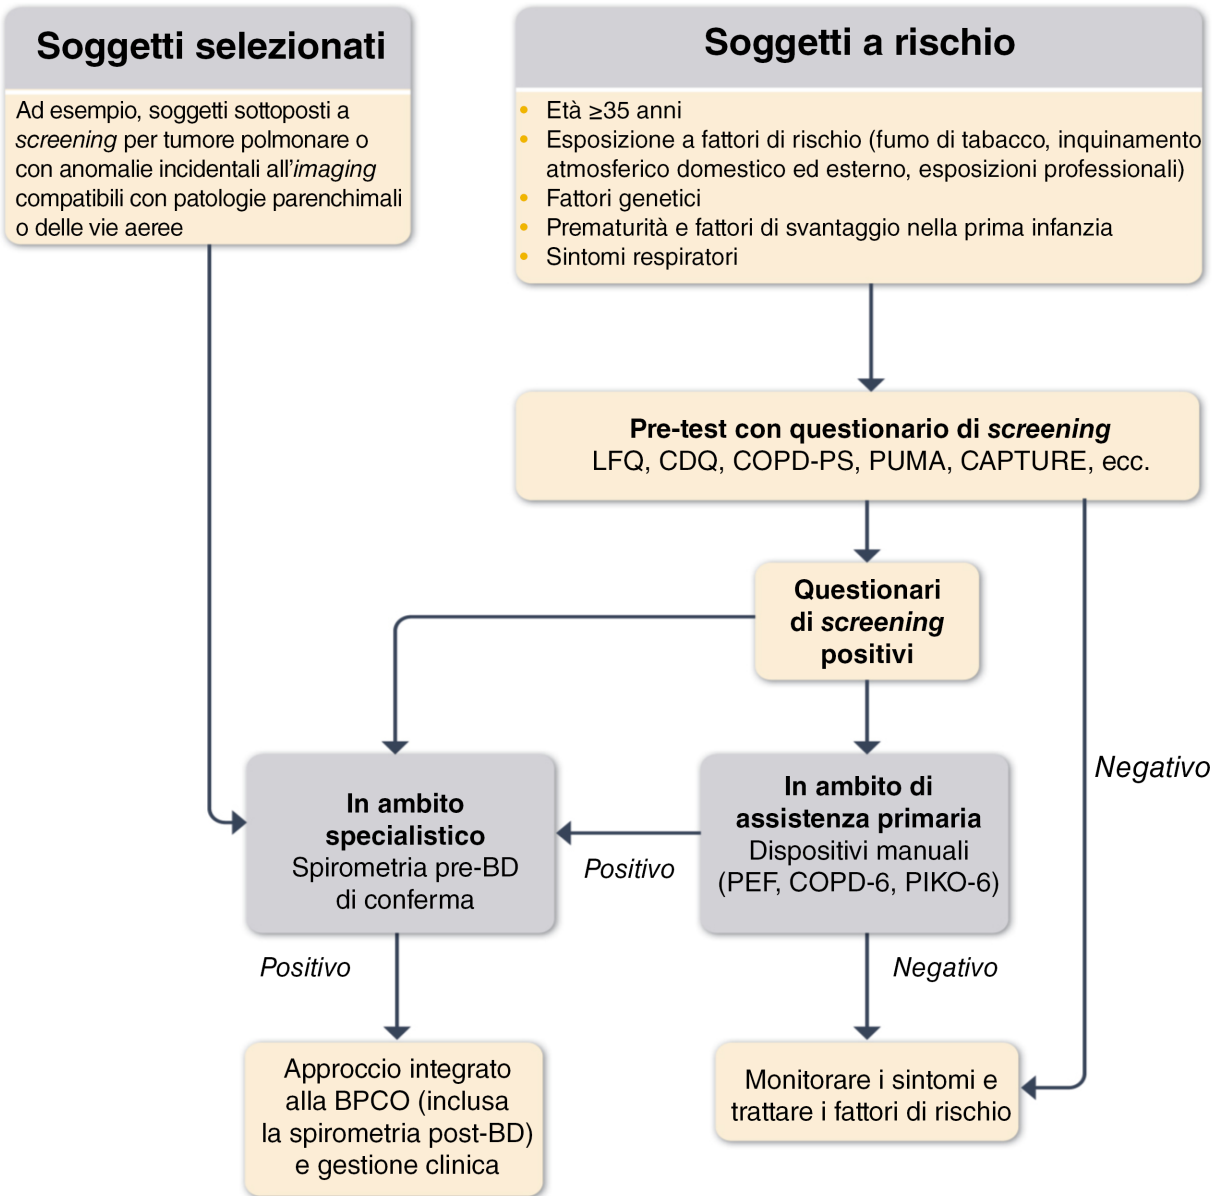 Soggetti selezionati
Ad esempio, soggetti sottoposti a
screening per tumore polmonare o
con anomalie incidentali all'imaging
compatibili con patologie parenchimali
o delle vie aeree
Soggetti a rischio
• Età ≥35 anni
• Esposizione a fattori di rischio (fumo di tabacco, inquinamento
atmosferico domestico ed esterno, esposizioni professionali)
• Fattori genetici
• Prematurità e fattori di svantaggio nella prima infanzia
• Sintomi respiratori
Pre-test con questionario di screening
LFQ, CDQ, COPD-PS, PUMA, CAPTURE, ecc.
Questionari
di screening
positivi
Negativo
In ambito
specialistico
Spirometria pre-BD
di conferma
Positivo
In ambito di
assistenza primaria
Dispositivi manuali
(PEF, COPD-6, PIKO-6)
Positivo
Negativo
Approccio integrato
alla BPCO (inclusa
la spirometria post-BD)
e gestione clinica
Monitorare i sintomi e
trattare i fattori di rischio